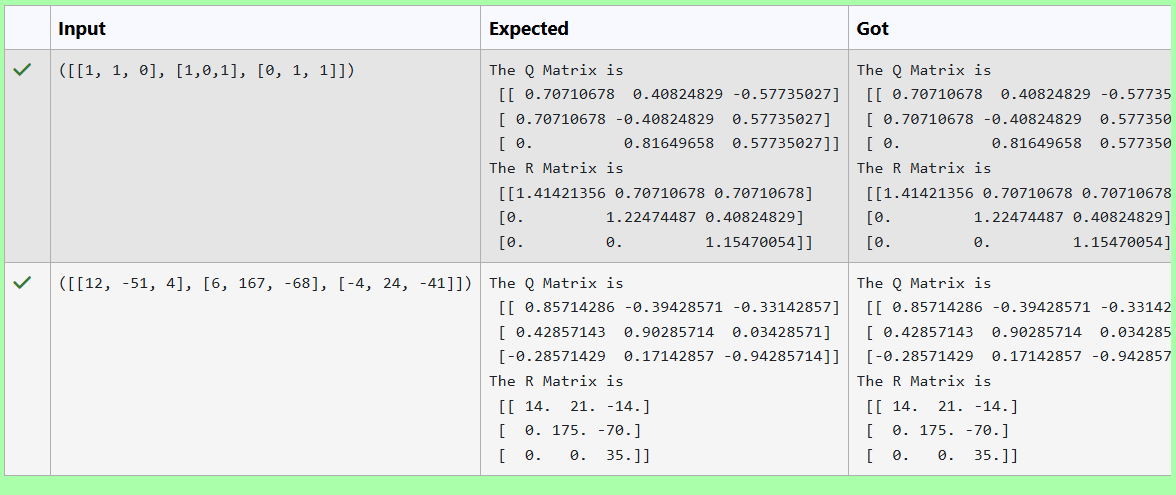 Input Expected Got
([[1, 1, 0], [1,0,1], [0, 1, 1]])
The Q Matrix is
[[ 0.70710678  0.40824829 -0.57735027]
[ 0.70710678 -0.40824829  0.57735027]
[ 0.          0.81649658  0.57735027]]
The R Matrix is
[[1.41421356 0.70710678 0.70710678]
[0.         1.22474487 0.40824829]
[0.         0.         1.15470054]]
The Q Matrix is
[[ 0.70710678  0.40824829 -0.57735
[ 0.70710678 -0.40824829  0.577350
[ 0.          0.81649658  0.577350
The R Matrix is
[[1.41421356 0.70710678 0.70710678
[0.         1.22474487 0.40824829]
[0.         0.         1.15470054]
([[12, -51, 4], [6, 167, -68], [-4, 24, -41]])
The Q Matrix is
[[ 0.85714286 -0.39428571 -0.33142857]
[ 0.42857143  0.90285714  0.03428571]
[-0.28571429  0.17142857 -0.94285714]]
The R Matrix is
[[ 14.  21. -14.]
[  0. 175. -70.]
[  0.   0.  35.]]
The Q Matrix is
[[ 0.85714286 -0.39428571 -0.33142
[ 0.42857143  0.90285714  0.034285
[-0.28571429  0.17142857 -0.942857
The R Matrix is
[[ 14.  21. -14.]
[  0. 175. -70.]
[  0.   0.  35.]]